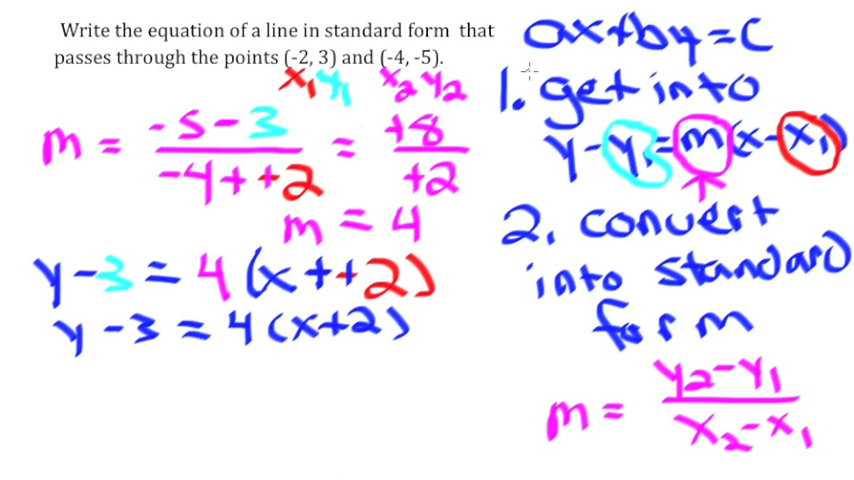 Write the equation of a line in standard form that
passes through the points (-2, 3) and (-4, -5).
x₁ y₁ x₂ y₂
m = (-5 - 3)/(-4 + +2) = +8/+2
m = 4
y - 3 = 4 (x + +2)
y - 3 = 4 (x+2)
ax+by=c
1. get into
y - y₁ = m(x - x₁)
2. convert
into standard
form
m = (y₂ - y₁)/(x₂ - x₁)